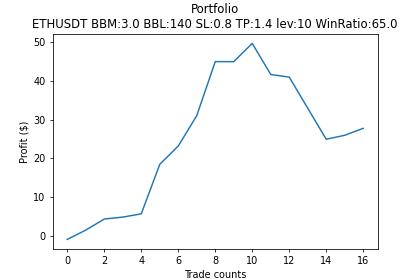 Portfolio
ETHUSDT BBM:3.0 BBL:140 SL:0.8 TP:1.4 lev:10 WinRatio:65.0
50
40
30
20
10
0
Profit ($)
0 2 4 6 8 10 12 14 16
Trade counts